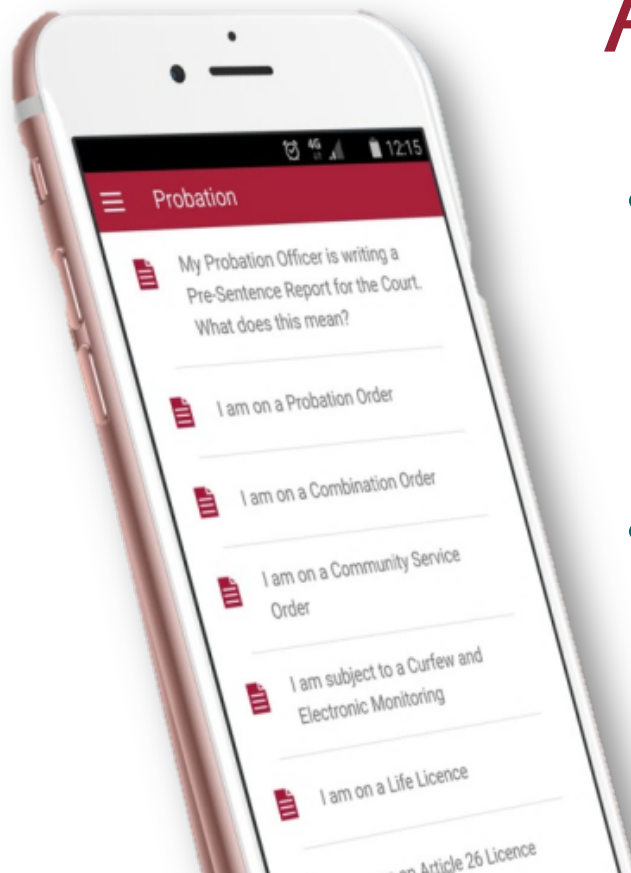 A
4G
12:15
Probation
My Probation Officer is writing a
Pre-Sentence Report for the Court.
What does this mean?
I am on a Probation Order
I am on a Combination Order
I am on a Community Service
Order
I am subject to a Curfew and
Electronic Monitoring
I am on a Life Licence
on Article 26 Licence